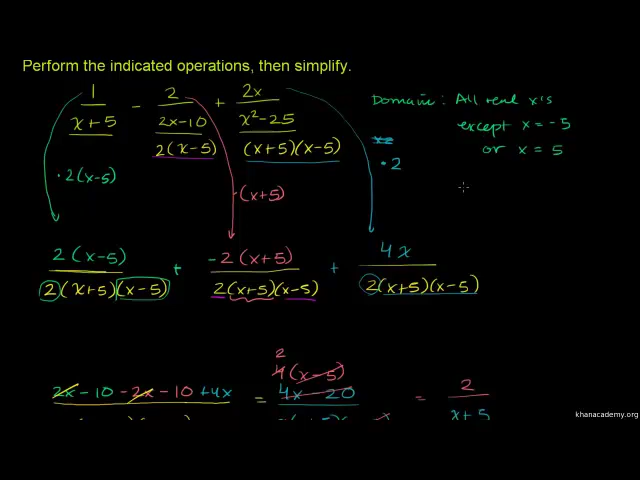 Perform the indicated operations, then simplify.
1/(x+5) - 2/(2x-10) + 2x/(x²-25)
2(x-5) (x+5)(x-5)
Domain: All real x's
except x = -5
or x = 5
·2(x-5) ·(x+5) ·2
2(x-5)/(2(x+5)(x-5)) + -2(x+5)/(2(x+5)(x-5)) + 4x/(2(x+5)(x-5))
2 
2x-10-2x-10+4x = 4(x-5) 4x-20 = 2/(x+5)
khanacademy.org